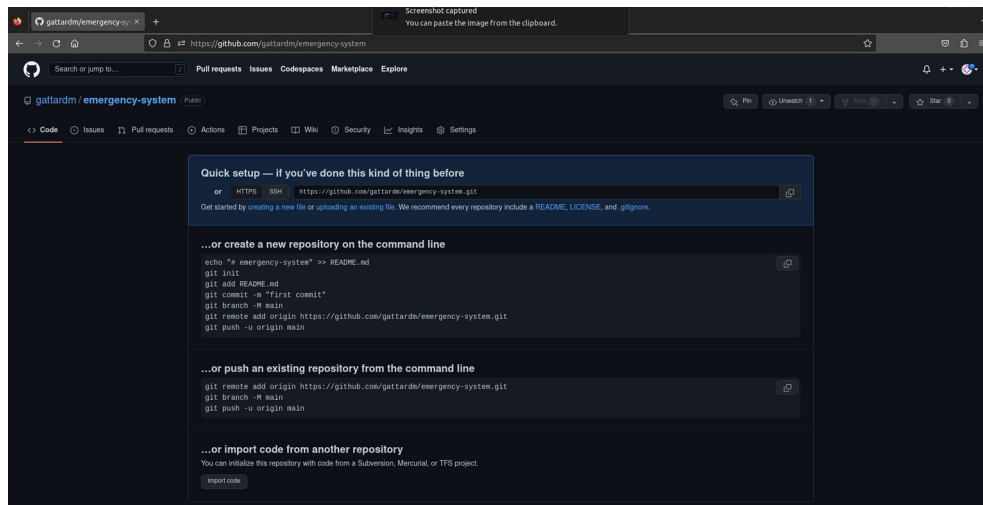 Screenshot captured
You can paste the image from the clipboard.
gattardm/emergency-sys
https://github.com/gattardm/emergency-system
Search or jump to...
/
Pull requests Issues Codespaces Marketplace Explore
gattardm / emergency-system Public
Pin
Unwatch 1
Fork 0
Star 0
Code Issues Pull requests Actions Projects Wiki Security Insights Settings
Quick setup — if you've done this kind of thing before
or HTTPS SSH https://github.com/gattardm/emergency-system.git
Get started by creating a new file or uploading an existing file. We recommend every repository include a README, LICENSE, and .gitignore.
…or create a new repository on the command line
echo "# emergency-system" >> README.md
git init
git add README.md
git commit -m "first commit"
git branch -M main
git remote add origin https://github.com/gattardm/emergency-system.git
git push -u origin main
…or push an existing repository from the command line
git remote add origin https://github.com/gattardm/emergency-system.git
git branch -M main
git push -u origin main
…or import code from another repository
You can initialize this repository with code from a Subversion, Mercurial, or TFS project.
Import code